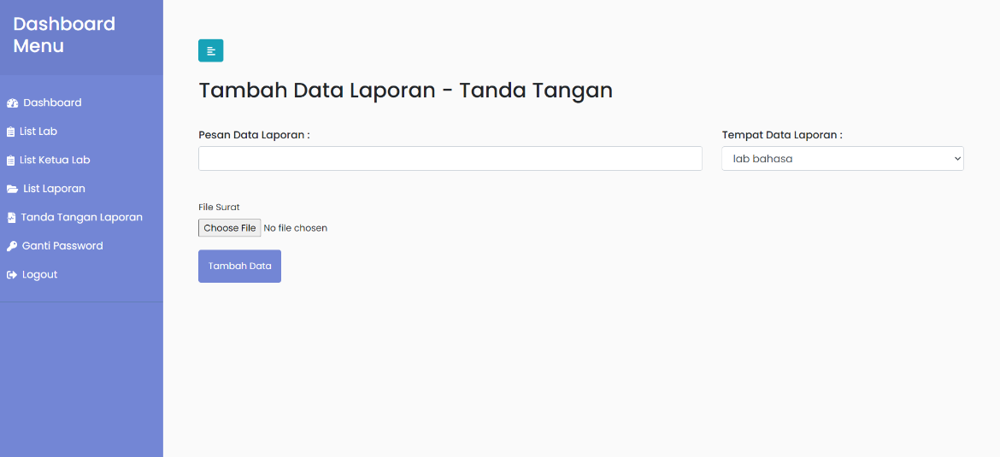 Dashboard
Menu
Dashboard
List Lab
List Ketua Lab
List Laporan
Tanda Tangan Laporan
Ganti Password
Logout
Tambah Data Laporan - Tanda Tangan
Pesan Data Laporan :
Tempat Data Laporan :
lab bahasa
File Surat
Choose File No file chosen
Tambah Data